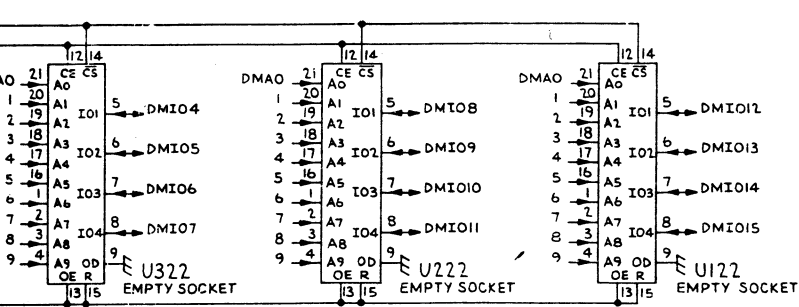 12 14
CE CS
AO 21 A0
1 20 A1
2 19 A2
3 18 A3
4 17 A4
5 16 A5
6 1 A6
7 2 A7
8 3 A8
9 4 A9
IO1 5 DMIO4
IO2 6 DMIO5
IO3 7 DMIO6
IO4 8 DMIO7
OD 9
OE R
13 15
U322
EMPTY SOCKET
12 14
CE CS
DMAO 21 A0
1 20 A1
2 19 A2
3 18 A3
4 17 A4
5 16 A5
6 1 A6
7 2 A7
8 3 A8
9 4 A9
IO1 5 DMIO8
IO2 6 DMIO9
IO3 7 DMIO10
IO4 8 DMIO11
OD 9
OE R
13 15
U222
EMPTY SOCKET
12 14
CE CS
DMAO 21 A0
1 20 A1
2 19 A2
3 18 A3
4 17 A4
5 16 A5
6 1 A6
7 2 A7
8 3 A8
9 4 A9
IO1 5 DMIO12
IO2 6 DMIO13
IO3 7 DMIO14
IO4 8 DMIO15
OD 9
OE R
13 15
U122
EMPTY SOCKET